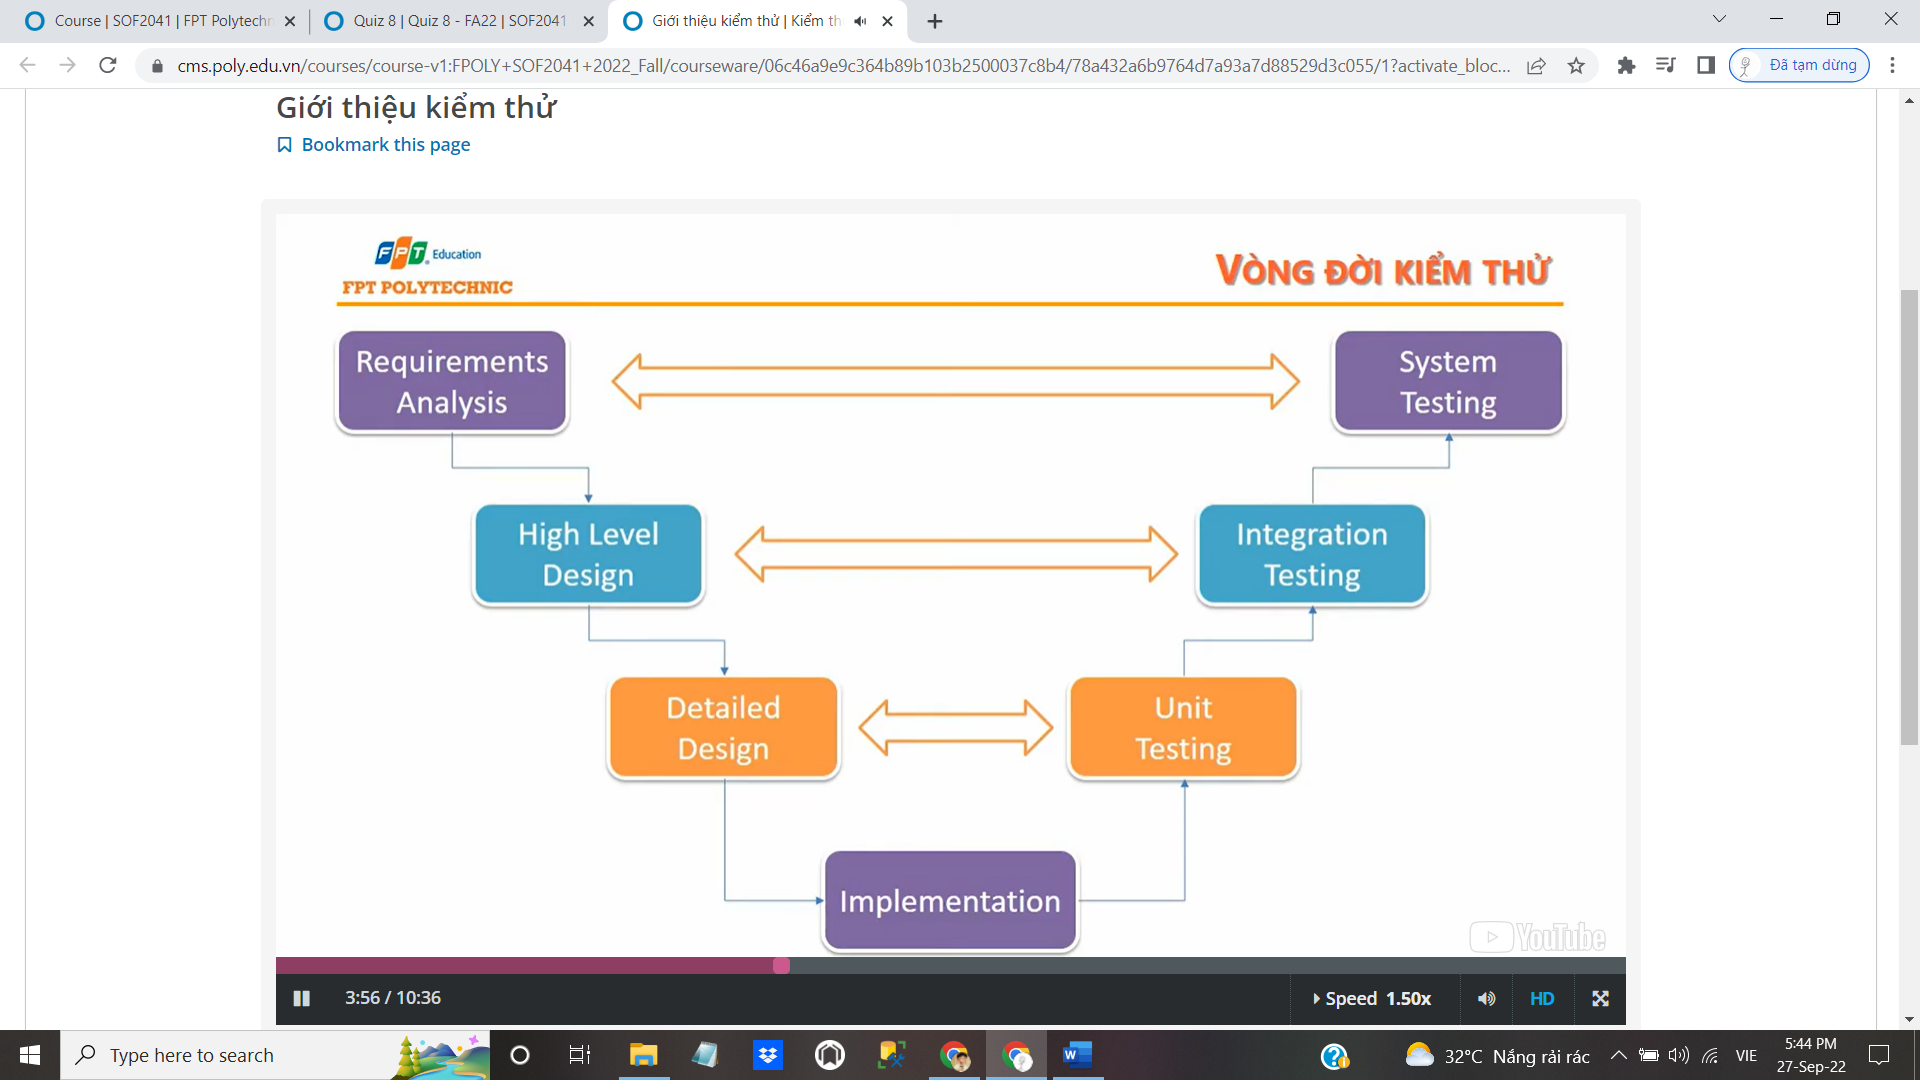 Course | SOF2041 | FPT Polytechn
Quiz 8 | Quiz 8 - FA22 | SOF2041
Giới thiệu kiểm thử | Kiểm th
cms.poly.edu.vn/courses/course-v1:FPOLY+SOF2041+2022_Fall/courseware/06c46a9e9c364b89b103b2500037c8b4/78a432a6b9764d7a93a7d88529d3c055/1?activate_bloc...
Đã tạm dừng
Giới thiệu kiểm thử
Bookmark this page
FPT Education
FPT POLYTECHNIC
VÒNG ĐỜI KIỂM THỬ
Requirements
Analysis
System
Testing
High Level
Design
Integration
Testing
Detailed
Design
Unit
Testing
Implementation
YouTube
3:56 / 10:36
Speed 1.50x
HD
Type here to search
32°C Nắng rải rác
VIE
5:44 PM
27-Sep-22